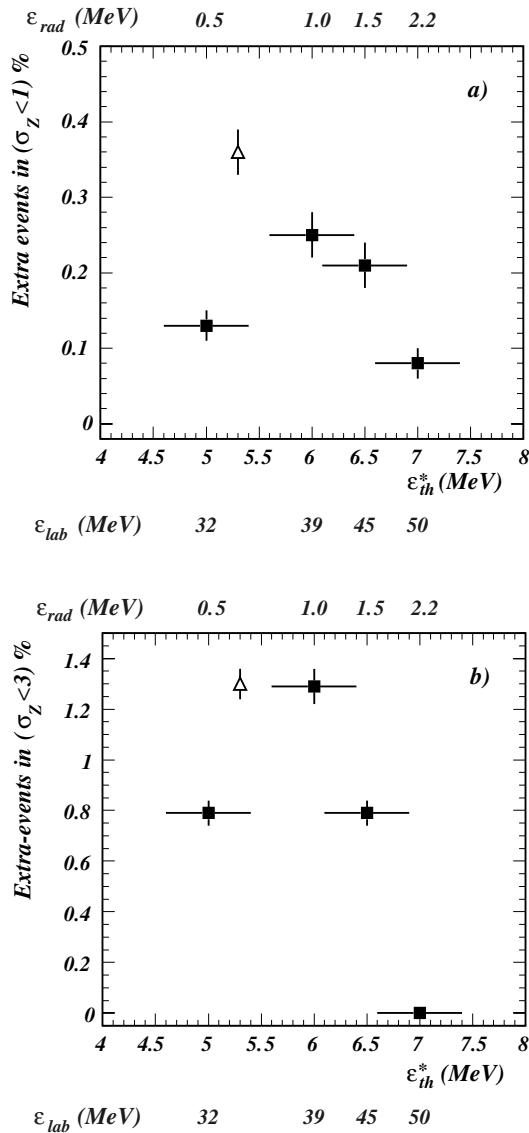 ε_rad (MeV) 0.5 1.0 1.5 2.2
Extra events in (σ_Z <1) %
a)
0.5
0.4
0.3
0.2
0.1
0
4 4.5 5 5.5 6 6.5 7 7.5 8
ε*_th (MeV)
ε_lab (MeV) 32 39 45 50
ε_rad (MeV) 0.5 1.0 1.5 2.2
Extra-events in (σ_Z <3) %
b)
1.4
1.2
1
0.8
0.6
0.4
0.2
0
4 4.5 5 5.5 6 6.5 7 7.5 8
ε*_th (MeV)
ε_lab (MeV) 32 39 45 50